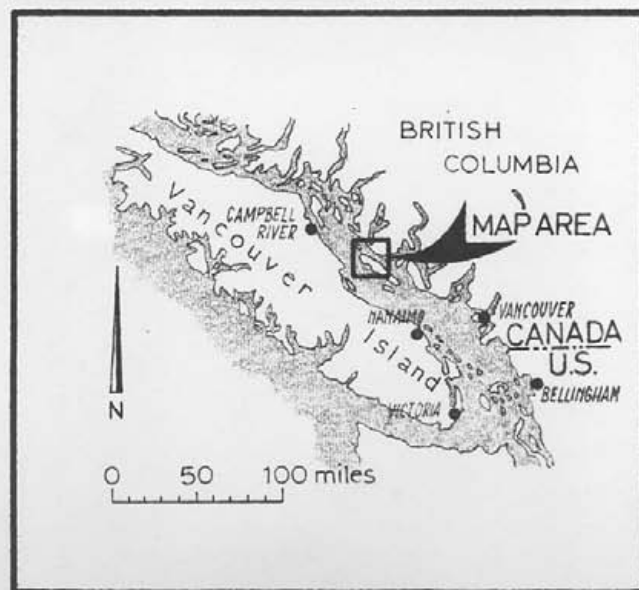 BRITISH
COLUMBIA
MAP AREA
Vancouver
Island
CAMPBELL
RIVER
VANCOUVER
NANAIMO
CANADA
U.S.
BELLINGHAM
VICTORIA
N
0 50 100 miles